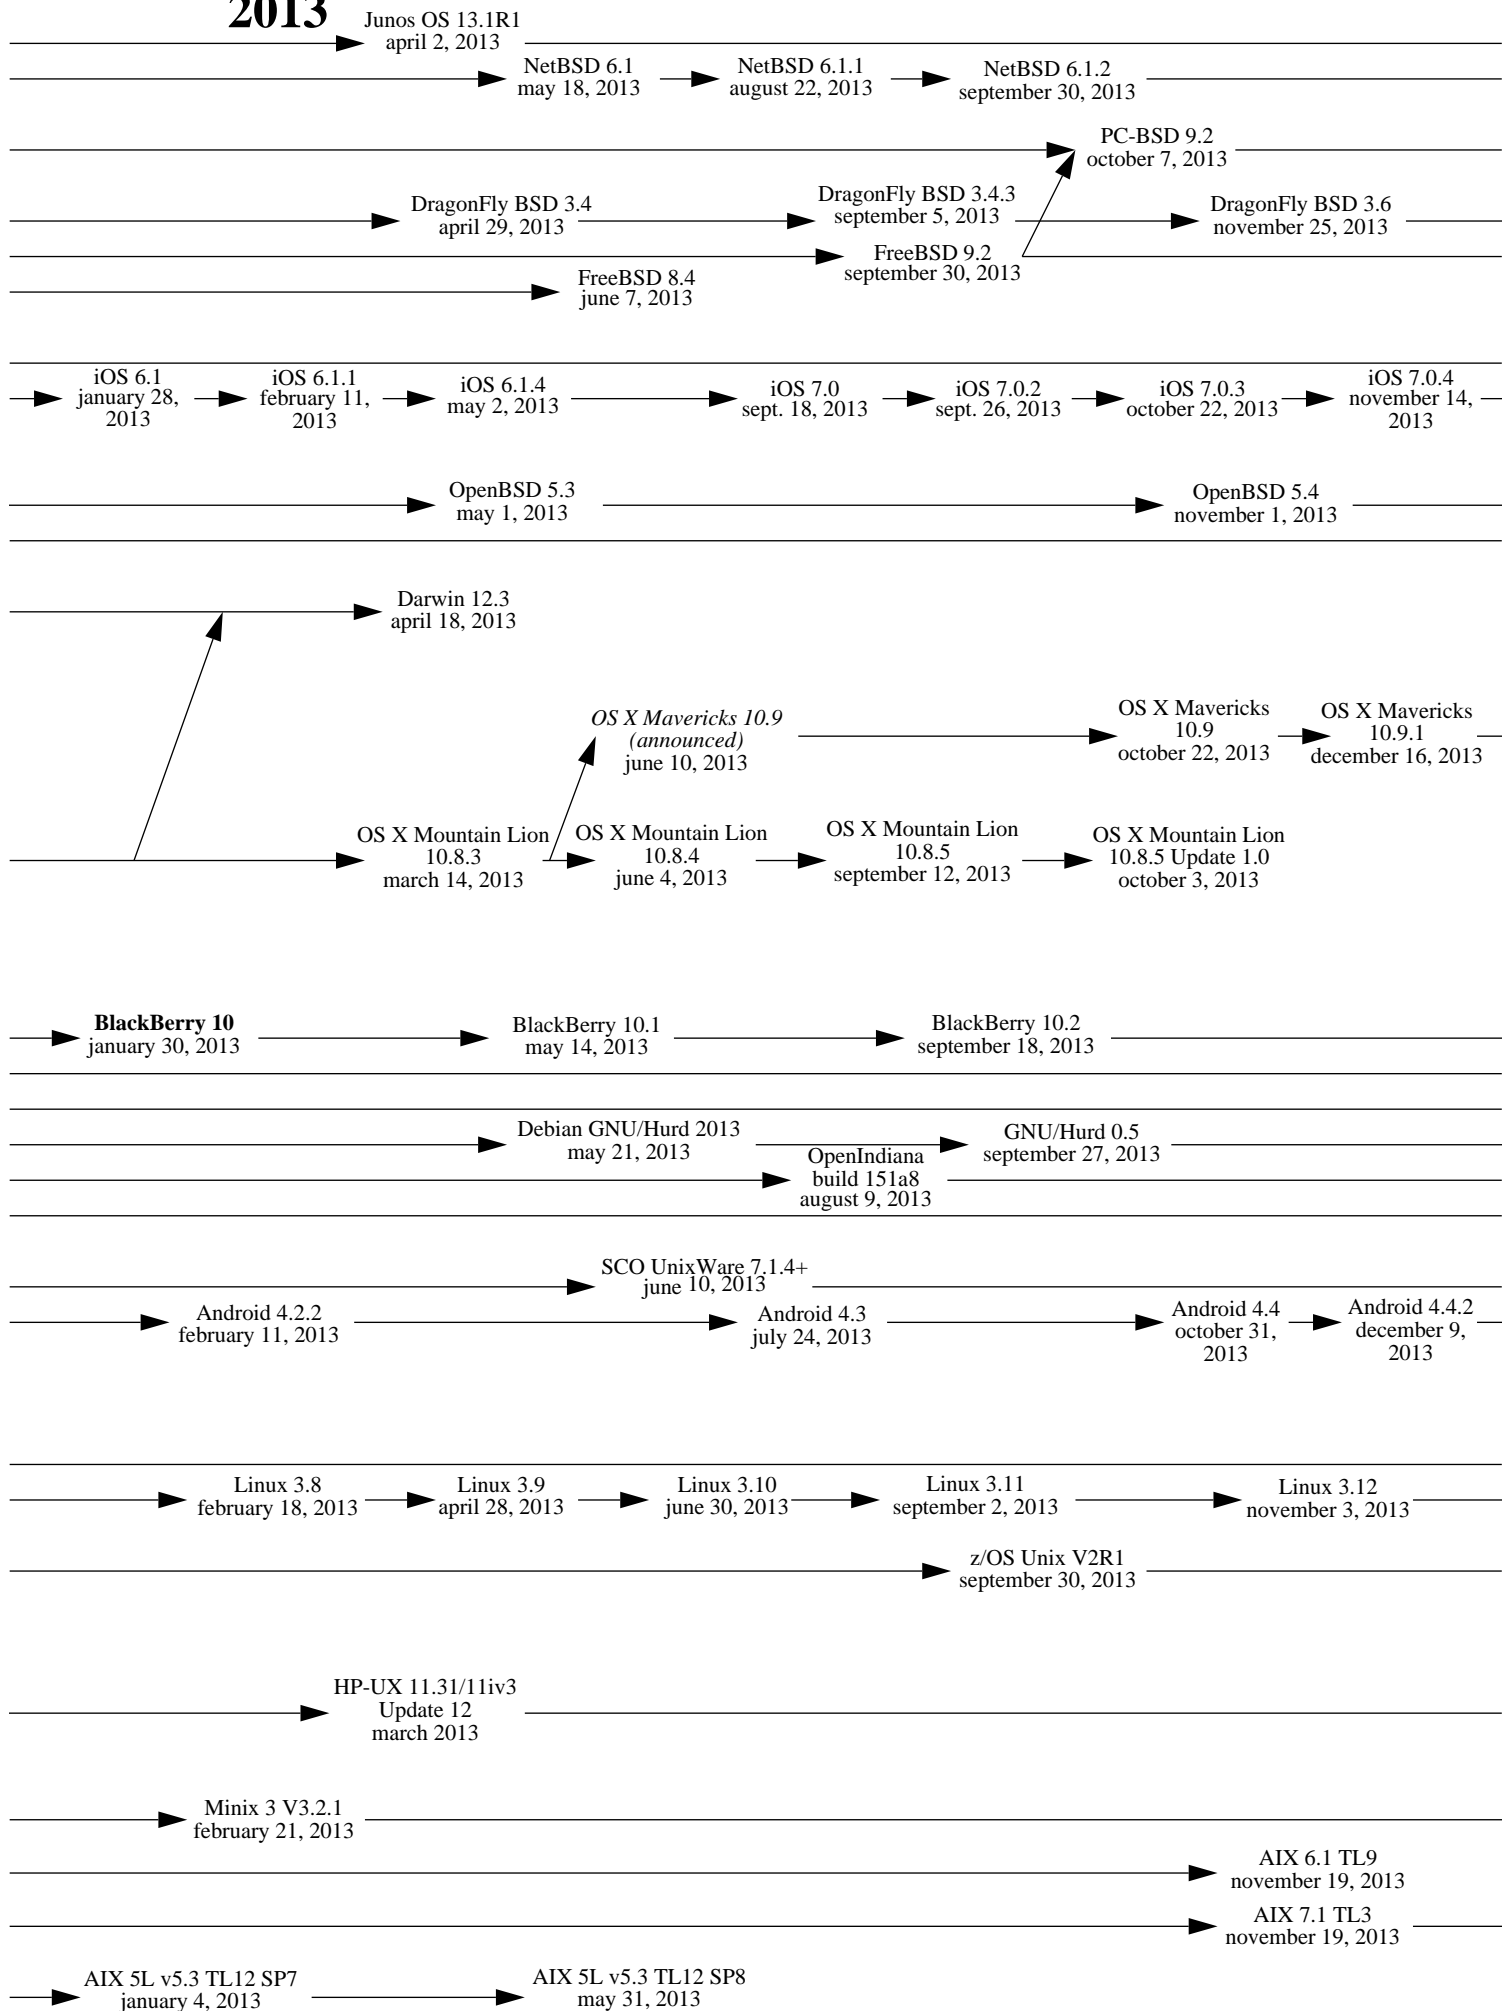 2013
Junos OS 13.1R1
april 2, 2013
NetBSD 6.1
may 18, 2013
NetBSD 6.1.1
august 22, 2013
NetBSD 6.1.2
september 30, 2013
PC-BSD 9.2
october 7, 2013
DragonFly BSD 3.4
april 29, 2013
DragonFly BSD 3.4.3
september 5, 2013
DragonFly BSD 3.6
november 25, 2013
FreeBSD 9.2
september 30, 2013
FreeBSD 8.4
june 7, 2013
iOS 6.1
january 28,
2013
iOS 6.1.1
february 11,
2013
iOS 6.1.4
may 2, 2013
iOS 7.0
sept. 18, 2013
iOS 7.0.2
sept. 26, 2013
iOS 7.0.3
october 22, 2013
iOS 7.0.4
november 14,
2013
OpenBSD 5.3
may 1, 2013
OpenBSD 5.4
november 1, 2013
Darwin 12.3
april 18, 2013
OS X Mavericks 10.9
(announced)
june 10, 2013
OS X Mavericks
10.9
october 22, 2013
OS X Mavericks
10.9.1
december 16, 2013
OS X Mountain Lion
10.8.3
march 14, 2013
OS X Mountain Lion
10.8.4
june 4, 2013
OS X Mountain Lion
10.8.5
september 12, 2013
OS X Mountain Lion
10.8.5 Update 1.0
october 3, 2013
BlackBerry 10
january 30, 2013
BlackBerry 10.1
may 14, 2013
BlackBerry 10.2
september 18, 2013
Debian GNU/Hurd 2013
may 21, 2013
GNU/Hurd 0.5
september 27, 2013
OpenIndiana
build 151a8
august 9, 2013
SCO UnixWare 7.1.4+
june 10, 2013
Android 4.2.2
february 11, 2013
Android 4.3
july 24, 2013
Android 4.4
october 31,
2013
Android 4.4.2
december 9,
2013
Linux 3.8
february 18, 2013
Linux 3.9
april 28, 2013
Linux 3.10
june 30, 2013
Linux 3.11
september 2, 2013
Linux 3.12
november 3, 2013
z/OS Unix V2R1
september 30, 2013
HP-UX 11.31/11iv3
Update 12
march 2013
Minix 3 V3.2.1
february 21, 2013
AIX 6.1 TL9
november 19, 2013
AIX 7.1 TL3
november 19, 2013
AIX 5L v5.3 TL12 SP7
january 4, 2013
AIX 5L v5.3 TL12 SP8
may 31, 2013